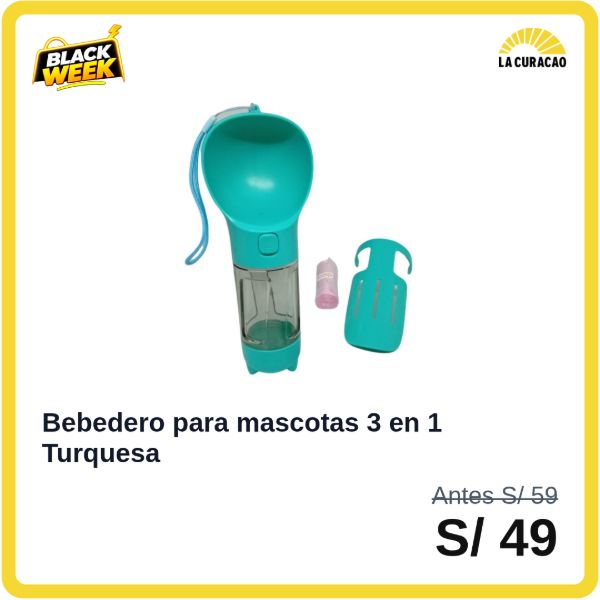 BLACK
WEEK
LA CURACAO
Bebedero para mascotas 3 en 1
Turquesa
Antes S/ 59
S/ 49